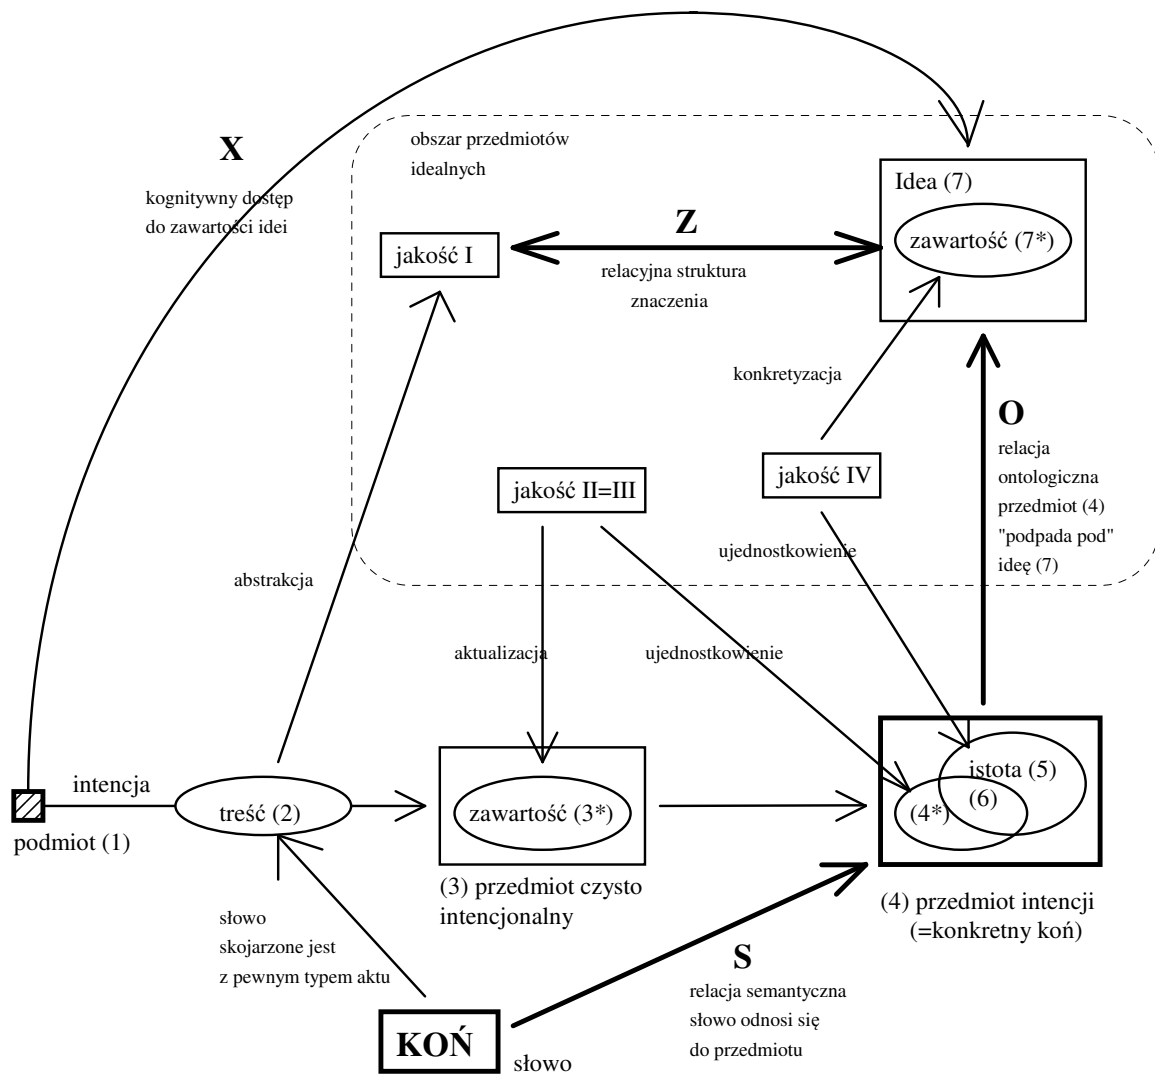 X
kognitywny dostęp
do zawartości idei
obszar przedmiotów
idealnych
Idea (7)
zawartość (7*)
Z
jakość I
relacyjna struktura
znaczenia
konkretyzacja
O
relacja
ontologiczna
przedmiot (4)
"podpada pod"
ideę (7)
jakość II=III
jakość IV
ujednostkowienie
abstrakcja
aktualizacja
ujednostkowienie
intencja
podmiot (1)
treść (2)
zawartość (3*)
istota (5)
(6)
(4*)
(3) przedmiot czysto
intencjonalny
(4) przedmiot intencji
(=konkretny koń)
słowo
skojarzone jest
z pewnym typem aktu
S
relacja semantyczna
słowo odnosi się
do przedmiotu
KOŃ
słowo